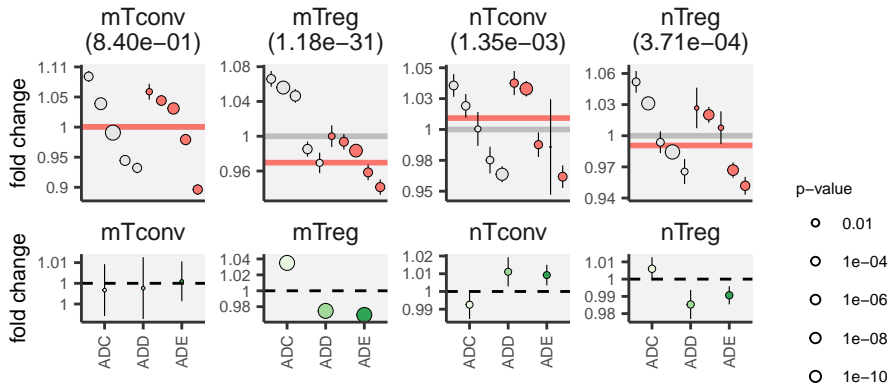 mTconv
(8.40e−01)
mTreg
(1.18e−31)
nTconv
(1.35e−03)
nTreg
(3.71e−04)
fold change
1.11
1.05
1
0.95
0.9
1.08
1.04
1
0.96
1.05
1.03
1
0.98
0.95
1.06
1.03
1
0.97
0.94
mTconv
mTreg
nTconv
nTreg
fold change
1.01
1
1
1.04
1.02
1
0.98
1.02
1.01
1
0.99
1.01
1
0.99
0.98
ADC
ADD
ADE
ADC
ADD
ADE
ADC
ADD
ADE
ADC
ADD
ADE
p−value
0.01
1e−04
1e−06
1e−08
1e−10